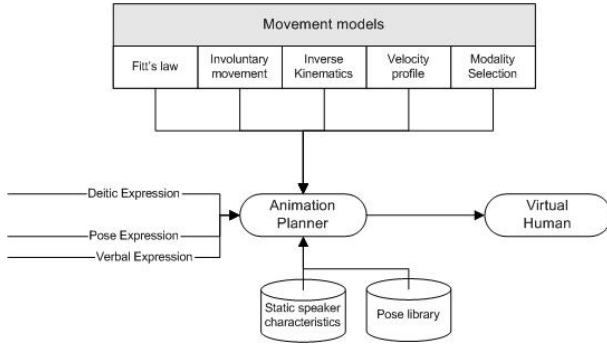 Movement models
Fitt's law
Involuntary
movement
Inverse
Kinematics
Velocity
profile
Modality
Selection
Deitic Expression
Pose Expression
Verbal Expression
Animation
Planner
Virtual
Human
Static speaker
characteristics
Pose library